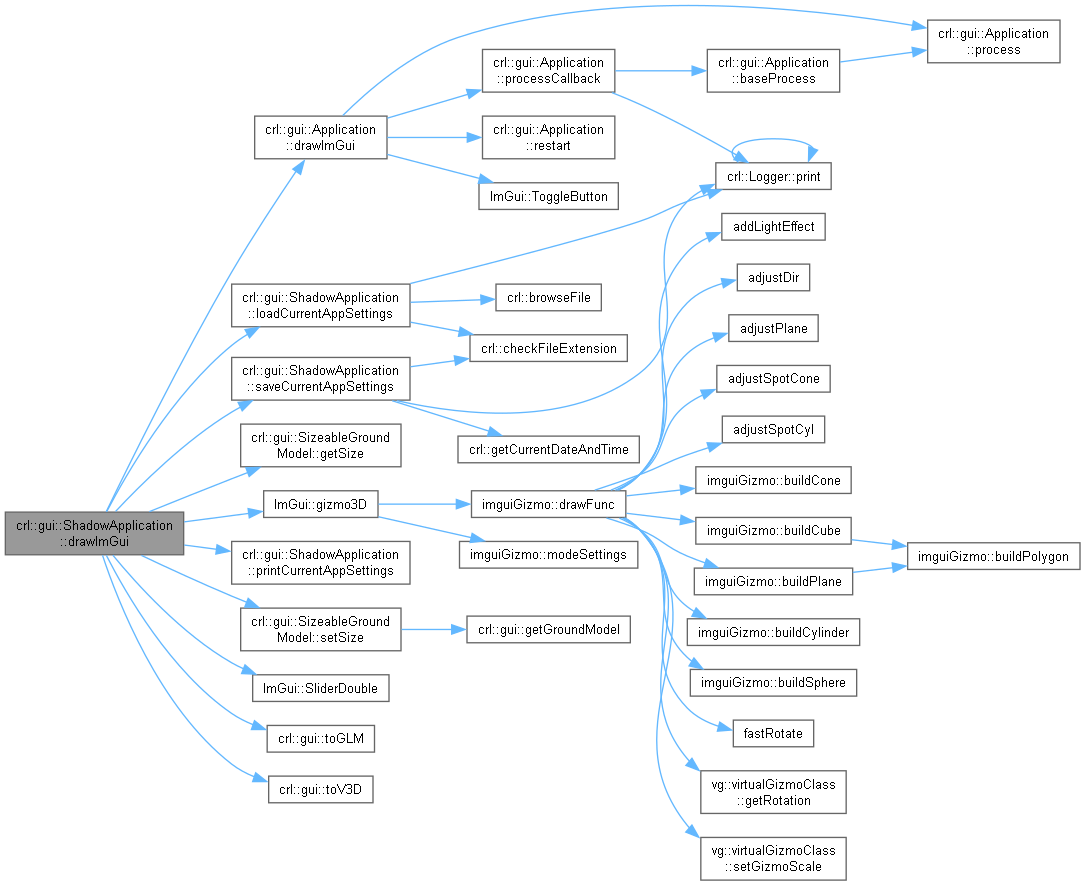 crl::gui::ShadowApplication
::drawImGui
crl::gui::Application
::drawImGui
crl::gui::ShadowApplication
::loadCurrentAppSettings
crl::gui::ShadowApplication
::saveCurrentAppSettings
crl::gui::SizeableGround
Model::getSize
ImGui::gizmo3D
crl::gui::ShadowApplication
::printCurrentAppSettings
crl::gui::SizeableGround
Model::setSize
ImGui::SliderDouble
crl::gui::toGLM
crl::gui::toV3D
crl::gui::Application
::processCallback
crl::gui::Application
::restart
ImGui::ToggleButton
crl::browseFile
crl::checkFileExtension
crl::getCurrentDateAndTime
imguiGizmo::drawFunc
imguiGizmo::modeSettings
crl::gui::getGroundModel
crl::gui::Application
::baseProcess
crl::Logger::print
addLightEffect
adjustDir
adjustPlane
adjustSpotCone
adjustSpotCyl
imguiGizmo::buildCone
imguiGizmo::buildCube
imguiGizmo::buildPlane
imguiGizmo::buildCylinder
imguiGizmo::buildSphere
fastRotate
vg::virtualGizmoClass
::getRotation
vg::virtualGizmoClass
::setGizmoScale
crl::gui::Application
::process
imguiGizmo::buildPolygon